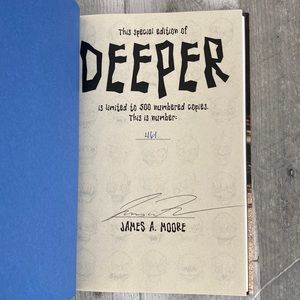 This special edition of
DEEPER
is limited to 500 numbered copies.
This is number:
461
JAMES A. MOORE